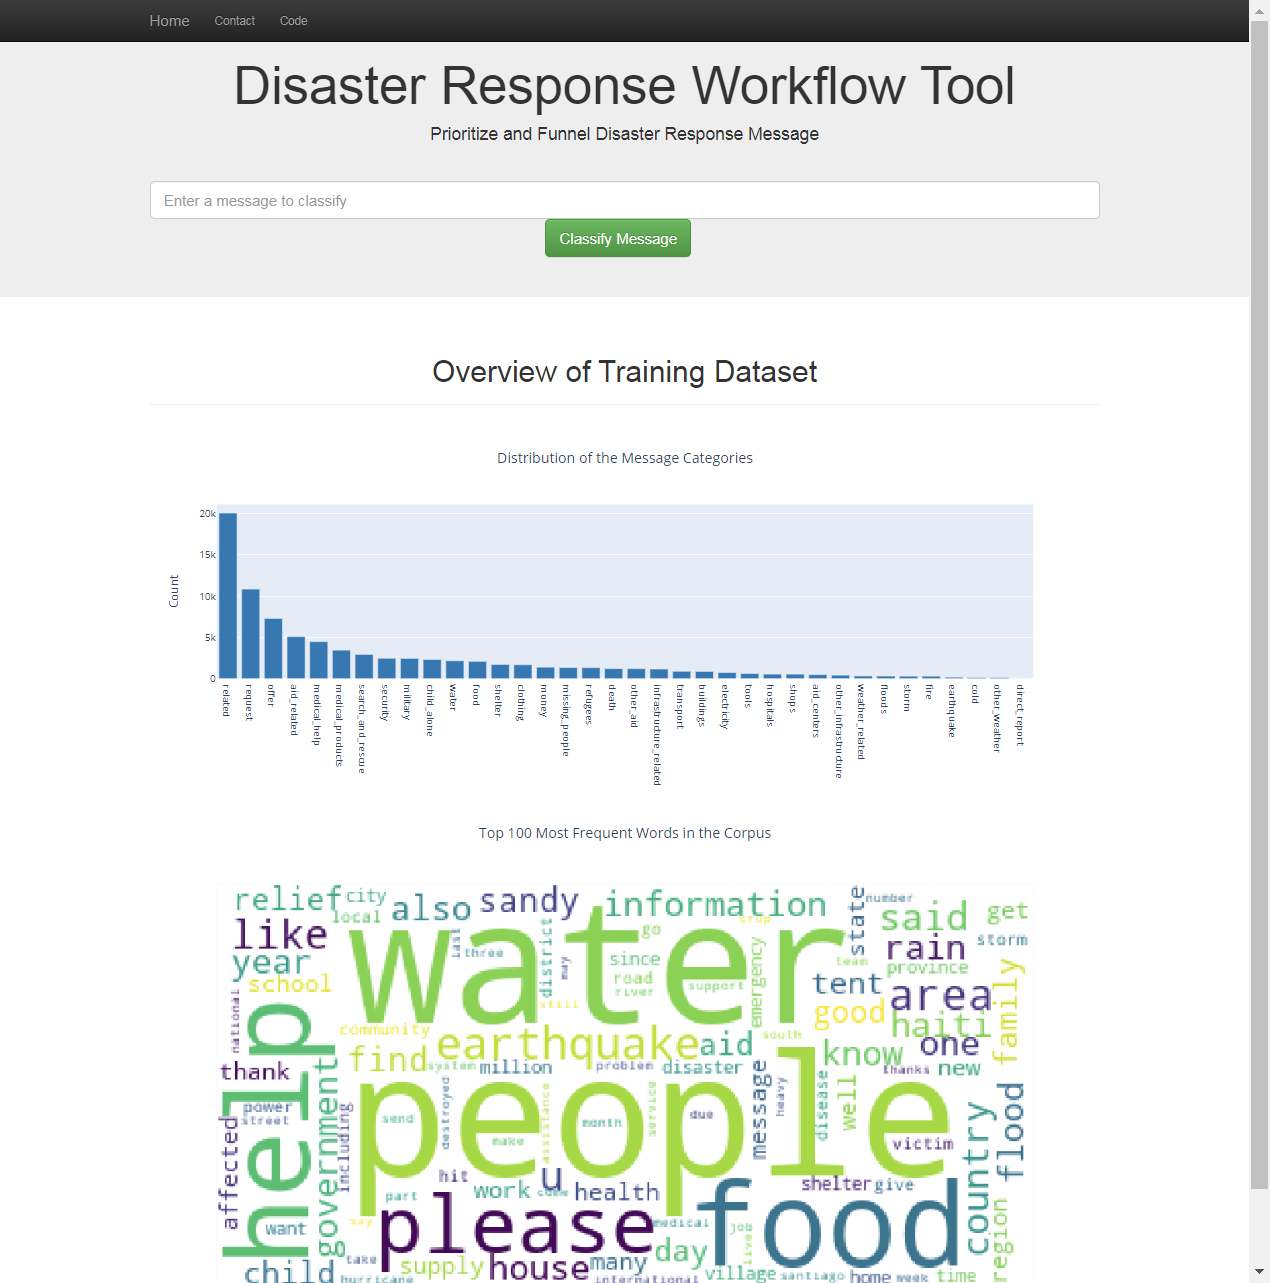 Home Contact Code
Disaster Response Workflow Tool
Prioritize and Funnel Disaster Response Message
Enter a message to classify
Classify Message
Overview of Training Dataset
Distribution of the Message Categories
Count
20k
15k
10k
5k
0
related
request
offer
aid_related
medical_help
medical_products
search_and_rescue
security
military
child_alone
water
food
shelter
clothing
money
missing_people
refugees
death
other_aid
infrastructure_related
transport
buildings
electricity
tools
hospitals
shops
aid_centers
other_infrastructure
weather_related
floods
storm
fire
earthquake
cold
other_weather
direct_report
Top 100 Most Frequent Words in the Corpus
relief
city
also
sandy
information
state
number
said
get
local
like
water
last
three
district
may
crop
go
since
road
river
support
emergency
team
rain
storm
province
year
school
tent
area
family
national
help
still
good
haiti
community
earthquake
aid
south
know
one
find
system
million
problem
disaster
thanks
new
thank
government
people
message
heavy
disease
well
flood
power
street
including
send
destroyed
make
assistance
month
service
due
victim
country
affected
hit
u
come
health
shelter
give
part
work
want
say
please
medical
job
live
food
region
take
supply
day
child
hurricane
house
many
international
village
santiago
home
week
time